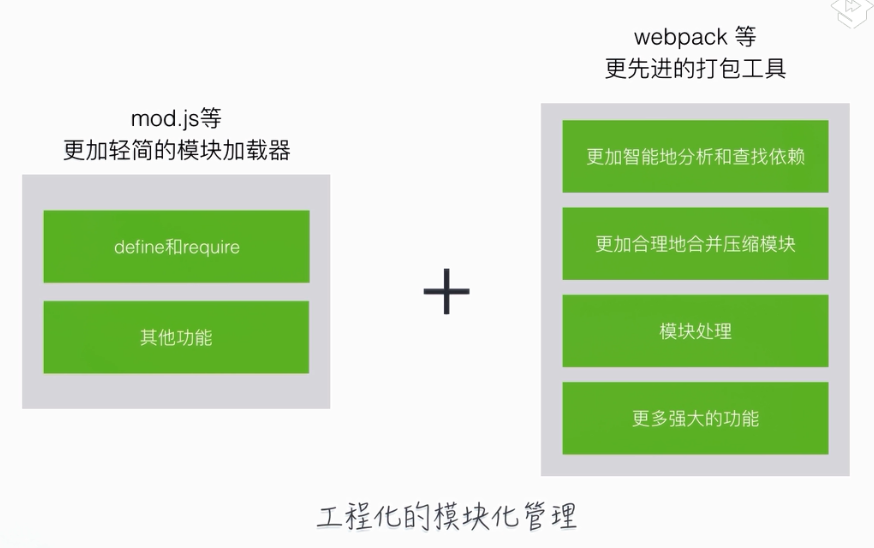 mod.js等
更加轻简的模块加载器
define和require
其他功能
webpack 等
更先进的打包工具
更加智能地分析和查找依赖
更加合理地合并压缩模块
模块处理
更多强大的功能
工程化的模块化管理